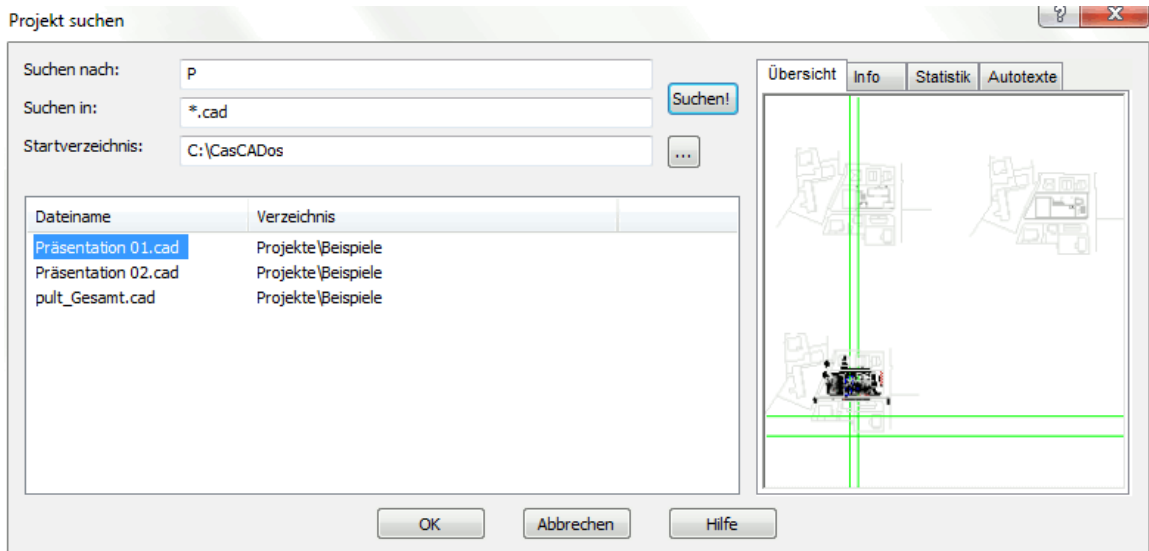 Projekt suchen
Suchen nach: P
Suchen!
Suchen in: *.cad
Startverzeichnis: C:\CasCADos ...
Übersicht Info Statistik Autotexte
Dateiname Verzeichnis
Präsentation 01.cad Projekte\Beispiele
Präsentation 02.cad Projekte\Beispiele
pult_Gesamt.cad Projekte\Beispiele
OK Abbrechen Hilfe